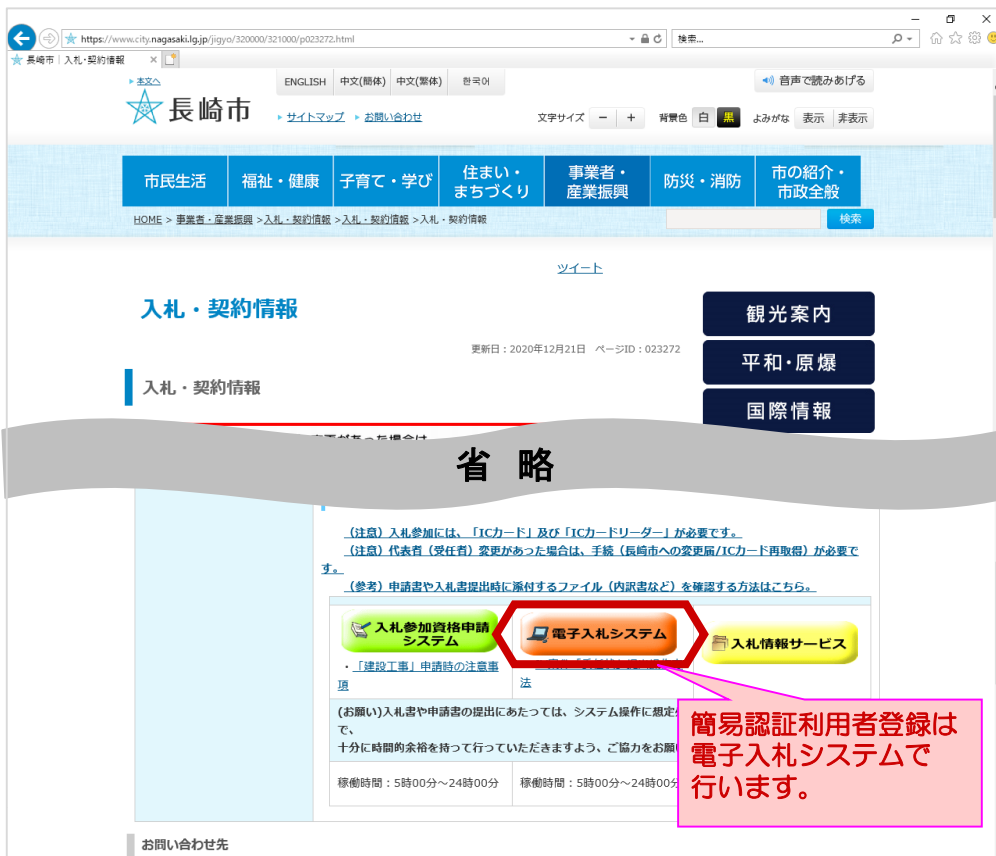 https://www.city.nagasaki.lg.jp/jigyo/320000/321000/p023272.html
検索...
長崎市｜入札・契約情報
本文へ
ENGLISH 中文(簡体) 中文(繁体) 한국어
音声で読みあげる
長崎市
サイトマップ お問い合わせ
文字サイズ － ＋ 背景色 白 黒 よみがな 表示 非表示
市民生活
福祉・健康
子育て・学び
住まい・
まちづくり
事業者・
産業振興
防災・消防
市の紹介・
市政全般
HOME > 事業者・産業振興 >入札・契約情報 >入札・契約情報 >入札・契約情報
検索
ツイート
入札・契約情報
観光案内
更新日：2020年12月21日 ページID：023272
平和・原爆
入札・契約情報
国際情報
があった場合は
省 略
（注意）入札参加には、「ICカード」及び「ICカードリーダー」が必要です。
（注意）代表者（受任者）変更があった場合は、手続（長崎市への変更届/ICカード再取得）が必要で
す。
（参考）申請書や入札書提出時に添付するファイル（内訳書など）を確認する方法はこちら。
入札参加資格申請
システム
電子入札システム
入札情報サービス
・「建設工事」申請時の注意事
項
法
(お願い)入札書や申請書の提出にあたっては、システム操作に想定
で、
十分に時間的余裕を持って行っていただきますよう、ご協力をお願
稼働時間：5時00分～24時00分
稼働時間：5時00分～24時00分
簡易認証利用者登録は
電子入札システムで
行います。
お問い合わせ先